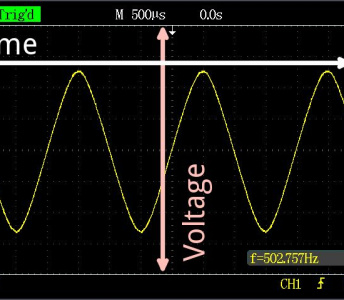 Trig'd M 500μs 0.0s
me
Voltage
f=502.757Hz
CH1